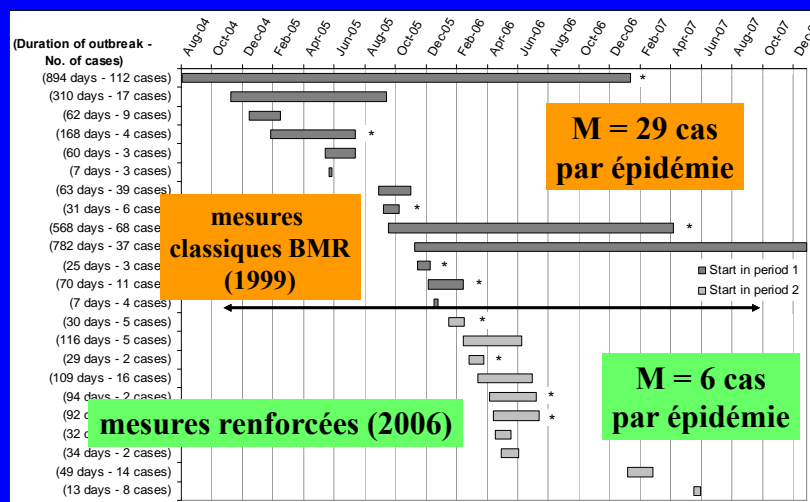 (Duration of outbreak -
No. of cases)
Aug-04
Oct-04
Dec-04
Feb-05
Apr-05
Jun-05
Aug-05
Oct-05
Dec-05
Feb-06
Apr-06
Jun-06
Aug-06
Oct-06
Dec-06
Feb-07
Apr-07
Jun-07
Aug-07
Oct-07
(894 days - 112 cases) *
(310 days - 17 cases)
(62 days - 9 cases)
(168 days - 4 cases) *
(60 days - 3 cases)
(7 days - 3 cases)
(63 days - 39 cases)
(31 days - 6 *
(568 days - 68 *
(782 days - 37
(25 days - 3 *
(70 days - 11 *
(7 days - 4 cases)
(30 days - 5 cases) *
(116 days - 5 cases)
(29 days - 2 cases) *
(109 days - 16 cases)
(94 days - 2 cases) *
(92 *
(32
(34 days - 2 cases)
(49 days - 14 cases)
(13 days - 8 cases) *
M = 29 cas
par épidémie
mesures
classiques BMR
(1999)
Start in period 1
Start in period 2
M = 6 cas
par épidémie
mesures renforcées (2006)